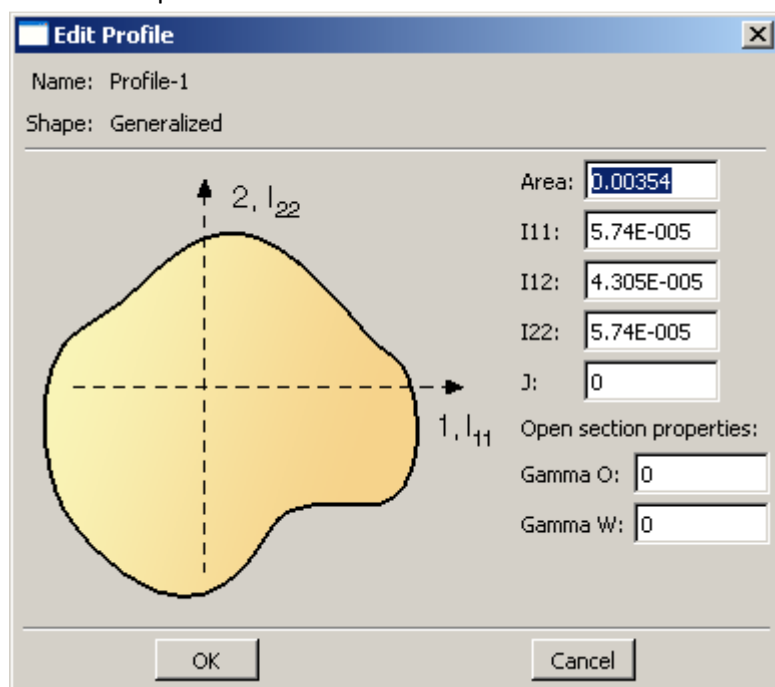 Edit Profile
Name: Profile-1
Shape: Generalized
2, I22
1, I11
Area: 0.00354
I11: 5.74E-005
I12: 4.305E-005
I22: 5.74E-005
J: 0
Open section properties:
Gamma O: 0
Gamma W: 0
OK Cancel